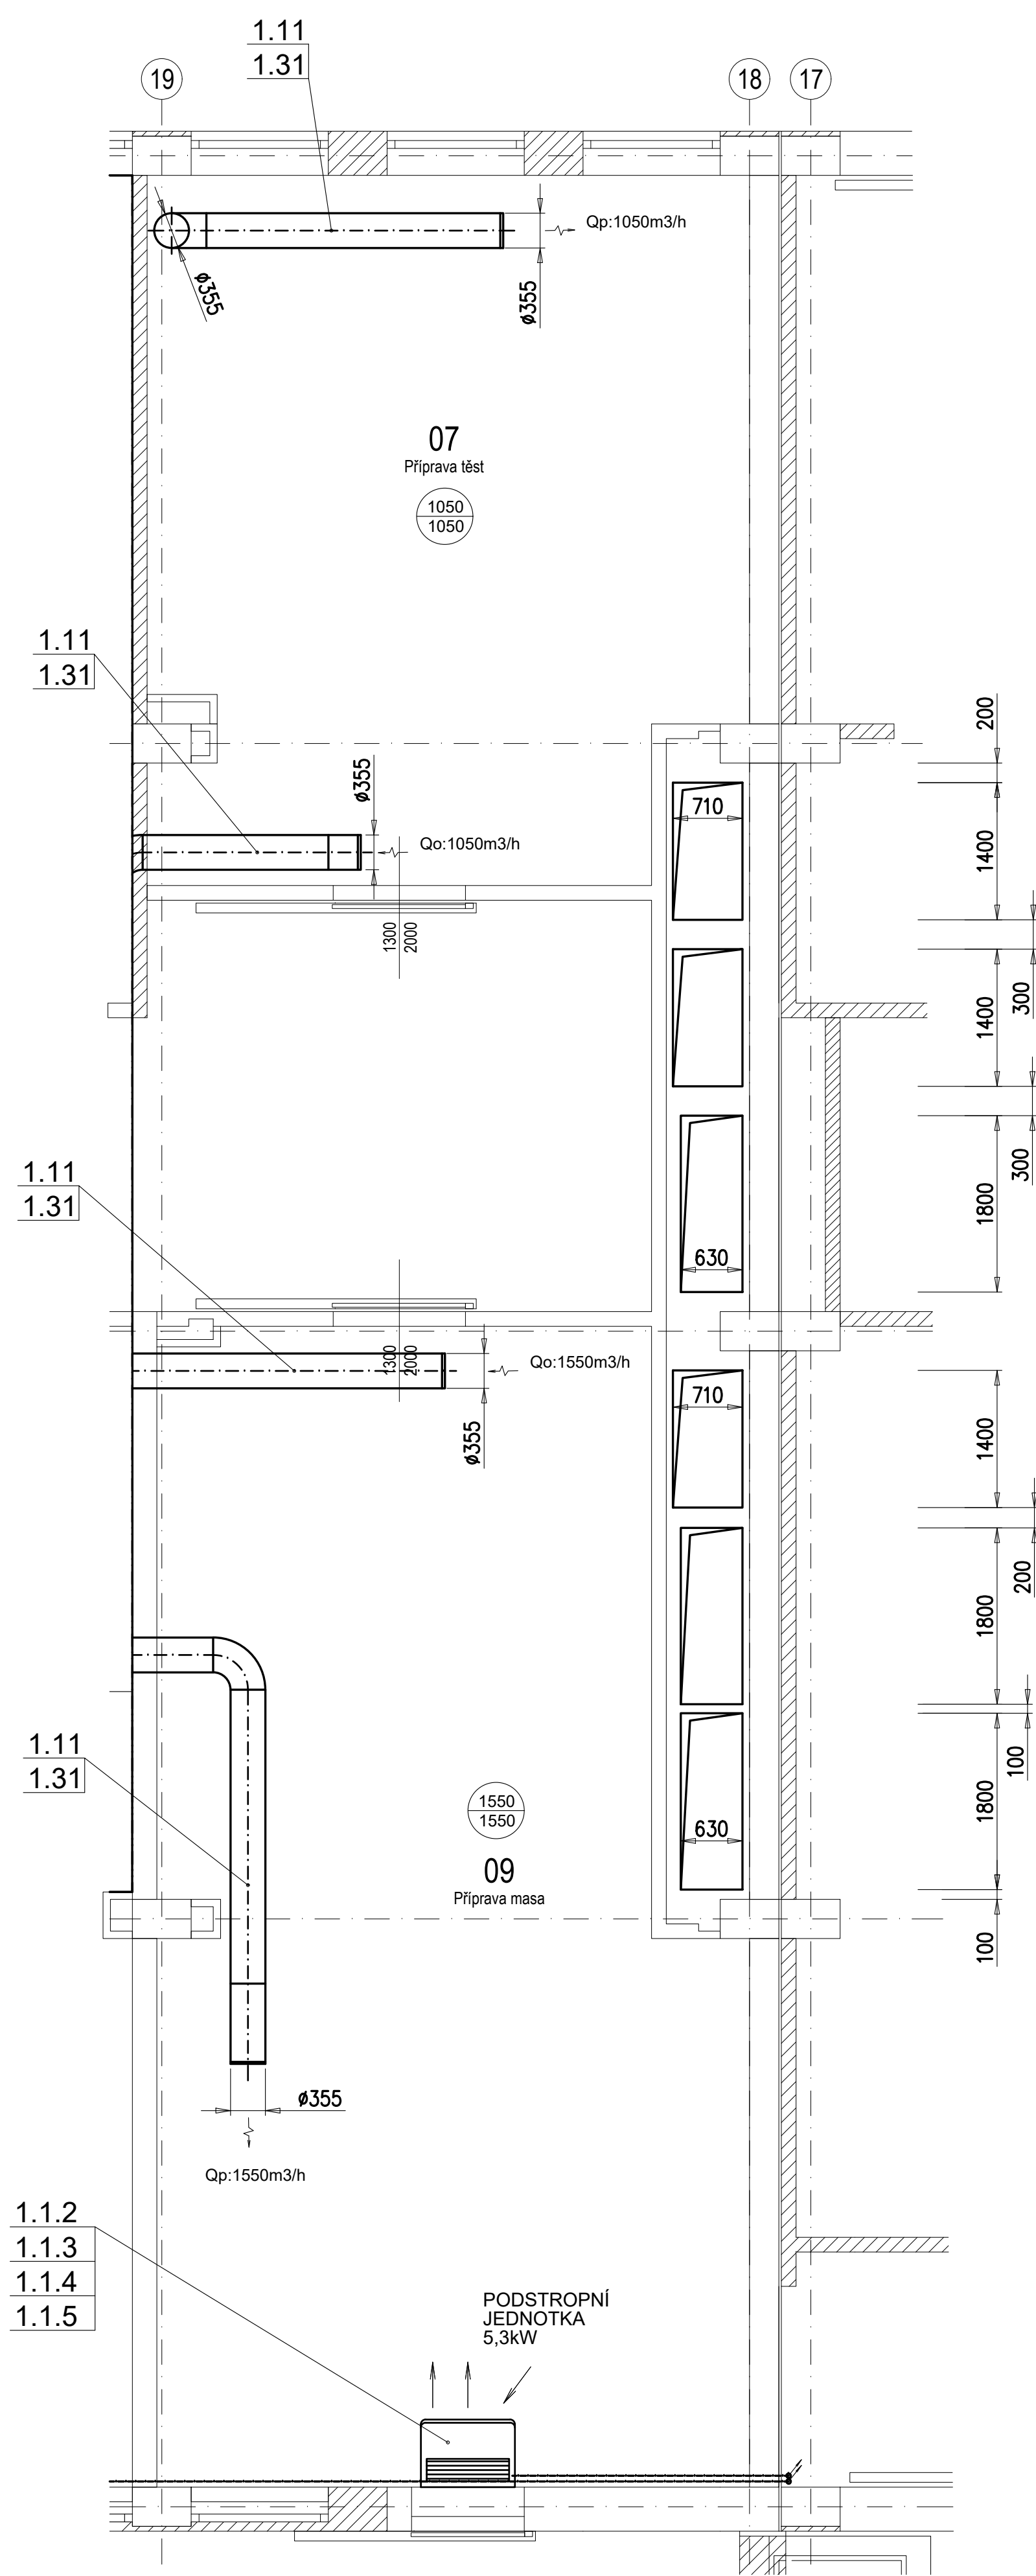 1.11
1.31
19
18
17
Qp:1050m3/h
ø355
ø355
07
Příprava těst
1050
1050
1.11
1.31
200
ø355
710
1400
Qo:1050m3/h
1300
2000
300
1400
300
1800
1.11
1.31
630
1300
2000
Qo:1550m3/h
ø355
710
1400
200
1800
1.11
1.31
100
1550
1550
1800
630
09
Příprava masa
100
ø355
Qp:1550m3/h
1.1.2
1.1.3
1.1.4
1.1.5
PODSTROPNÍ
JEDNOTKA
5,3kW